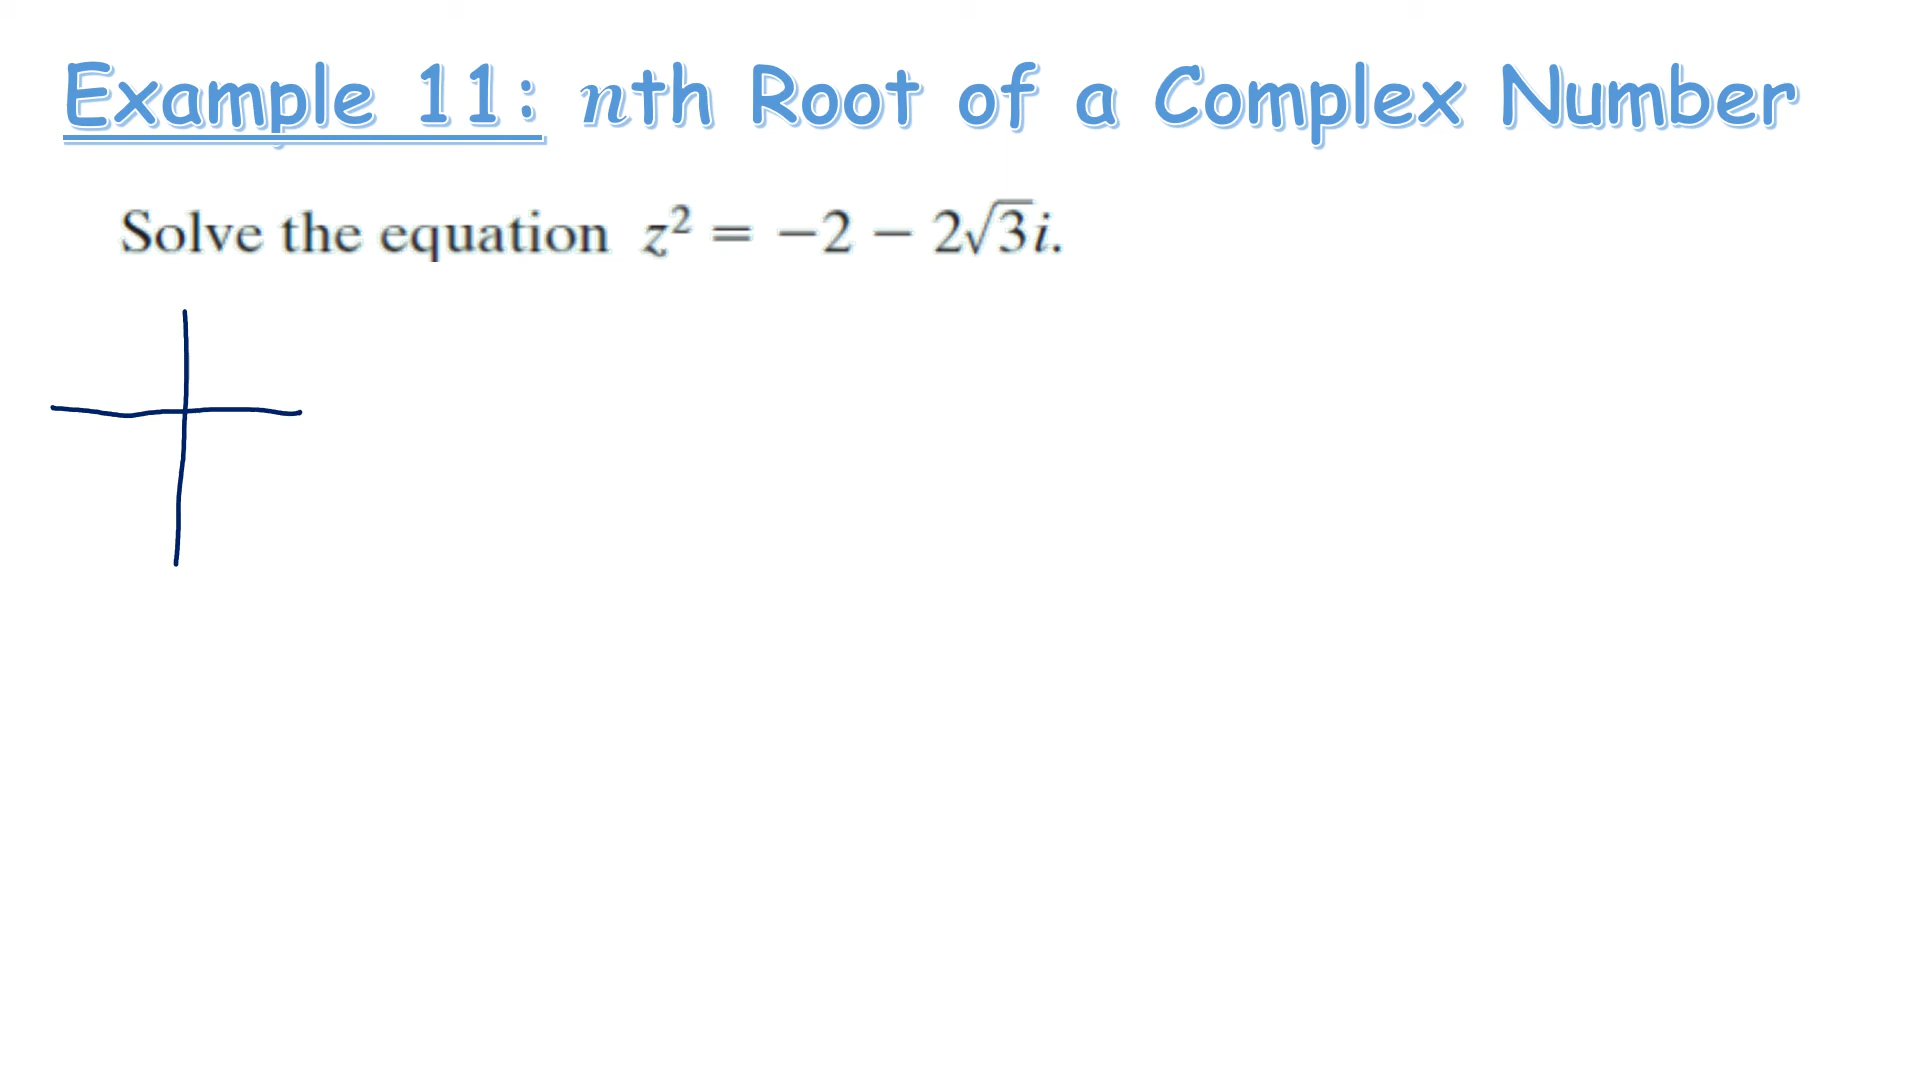 Example 11: nth Root of a Complex Number
Solve the equation z² = −2 − 2√3i.